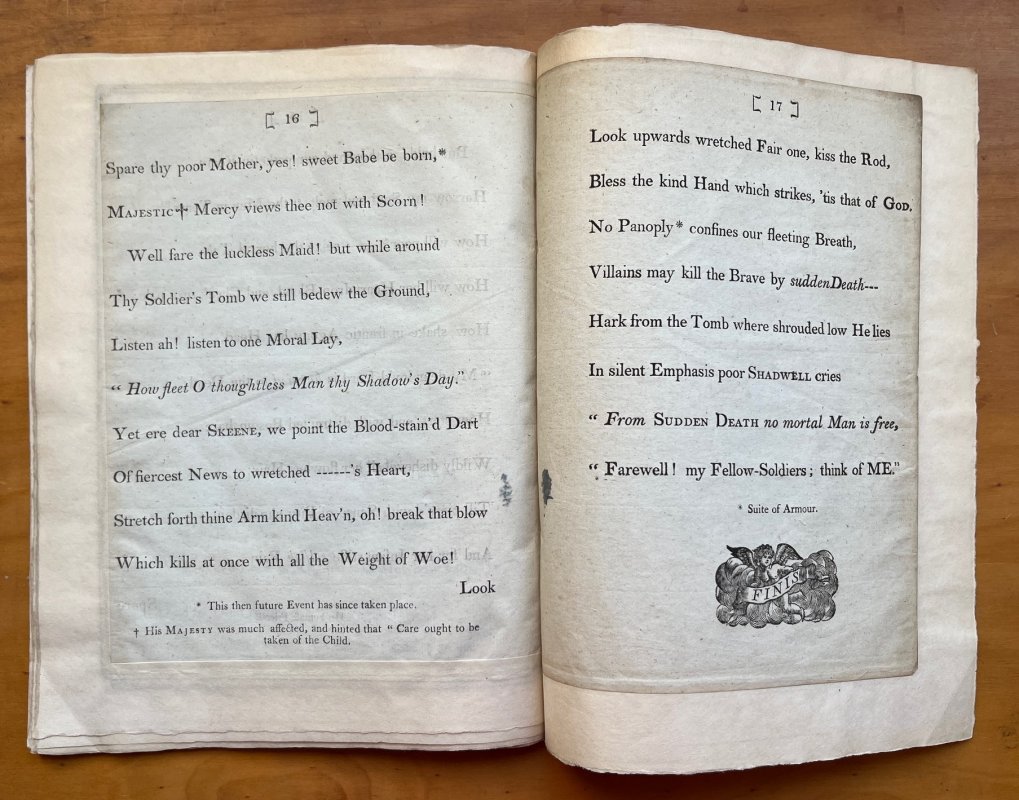 [ 16 ]
Spare thy poor Mother, yes! sweet Babe be born,*
MAJESTIC† Mercy views thee not with Scorn!
Well fare the luckless Maid! but while around
Thy Soldier's Tomb we still bedew the Ground,
Listen ah! listen to one Moral Lay,
“ How fleet O thoughtless Man thy Shadow's Day.”
Yet ere dear SKEENE, we point the Blood-stain'd Dart
Of fiercest News to wretched ------'s Heart,
Stretch forth thine Arm kind Heav'n, oh! break that blow
Which kills at once with all the Weight of Woe!
Look
* This then future Event has since taken place.
† His MAJESTY was much affected, and hinted that “ Care ought to be
taken of the Child.
[ 17 ]
Look upwards wretched Fair one, kiss the Rod,
Bless the kind Hand which strikes, 'tis that of GOD.
No Panoply* confines our fleeting Breath,
Villains may kill the Brave by sudden Death---
Hark from the Tomb where shrouded low He lies
In silent Emphasis poor SHADWELL cries
“ From SUDDEN DEATH no mortal Man is free,
“ Farewell! my Fellow-Soldiers; think of ME.”
* Suite of Armour.
FINIS